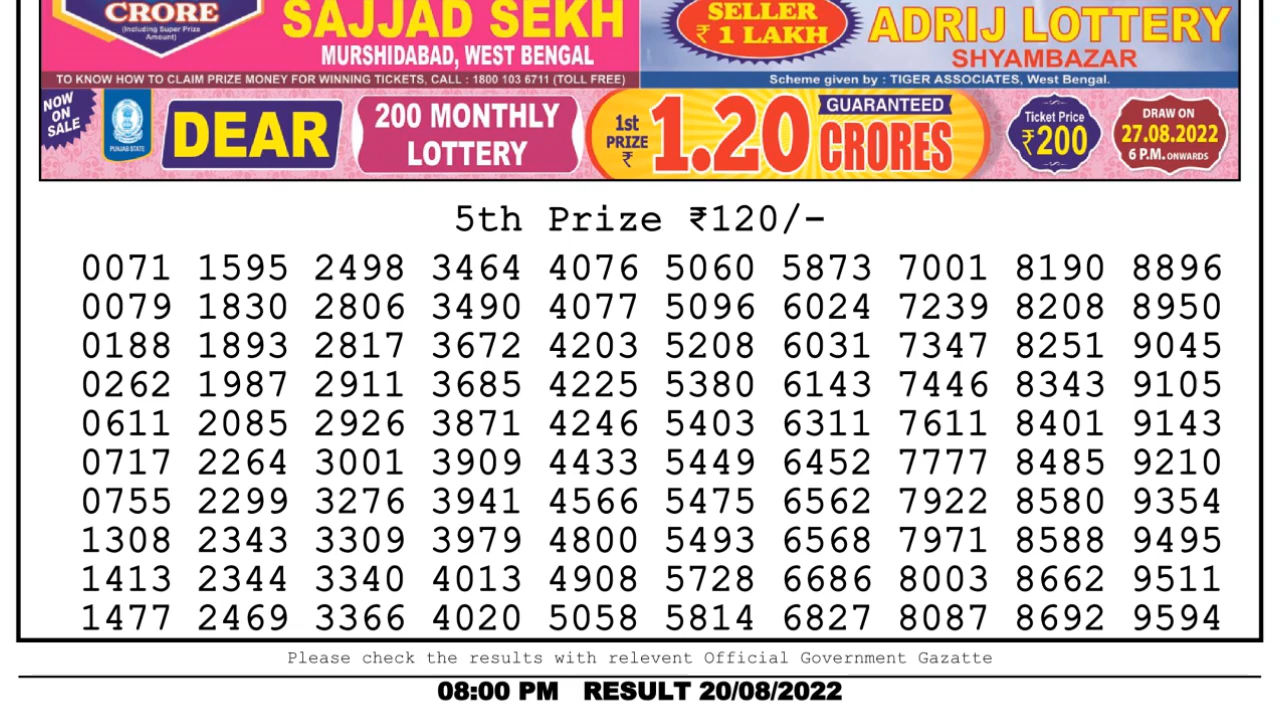 CRORE
(Including Super Prize
Amount)
SAJJAD SEKH
MURSHIDABAD, WEST BENGAL
TO KNOW HOW TO CLAIM PRIZE MONEY FOR WINNING TICKETS, CALL : 1800 103 6711 (TOLL FREE)
SELLER
₹ 1 LAKH
ADRIJ LOTTERY
SHYAMBAZAR
Scheme given by : TIGER ASSOCIATES, West Bengal.
NOW
ON
SALE
PUNJAB STATE
DEAR
200 MONTHLY
LOTTERY
1st
PRIZE
₹
1.20
GUARANTEED
CRORES
Ticket Price
₹200
DRAW ON
27.08.2022
6 P.M. ONWARDS
5th Prize ₹120/-
0071 1595 2498 3464 4076 5060 5873 7001 8190 8896
0079 1830 2806 3490 4077 5096 6024 7239 8208 8950
0188 1893 2817 3672 4203 5208 6031 7347 8251 9045
0262 1987 2911 3685 4225 5380 6143 7446 8343 9105
0611 2085 2926 3871 4246 5403 6311 7611 8401 9143
0717 2264 3001 3909 4433 5449 6452 7777 8485 9210
0755 2299 3276 3941 4566 5475 6562 7922 8580 9354
1308 2343 3309 3979 4800 5493 6568 7971 8588 9495
1413 2344 3340 4013 4908 5728 6686 8003 8662 9511
1477 2469 3366 4020 5058 5814 6827 8087 8692 9594
Please check the results with relevent Official Government Gazatte
08:00 PM RESULT 20/08/2022